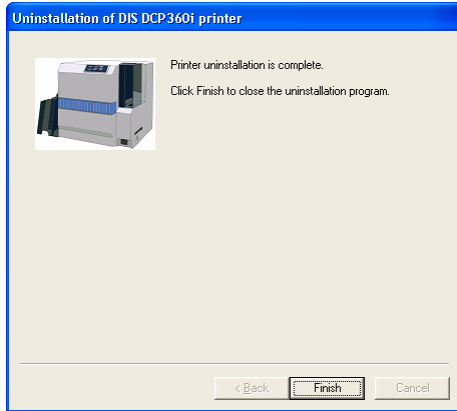 Uninstallation of DIS DCP360i printer
Printer uninstallation is complete.
Click Finish to close the uninstallation program.
< Back
Finish
Cancel